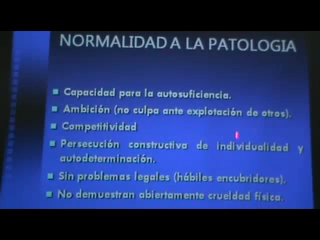 NORMALIDAD A LA PATOLOGIA
Capacidad para la autosuficiencia.
Ambición (no culpa ante explotación de otros).
Competitividad
Persecución constructiva de individualidad y
autodeterminación.
Sin problemas legales (hábiles encubridores).
No demuestran abiertamente crueldad física.